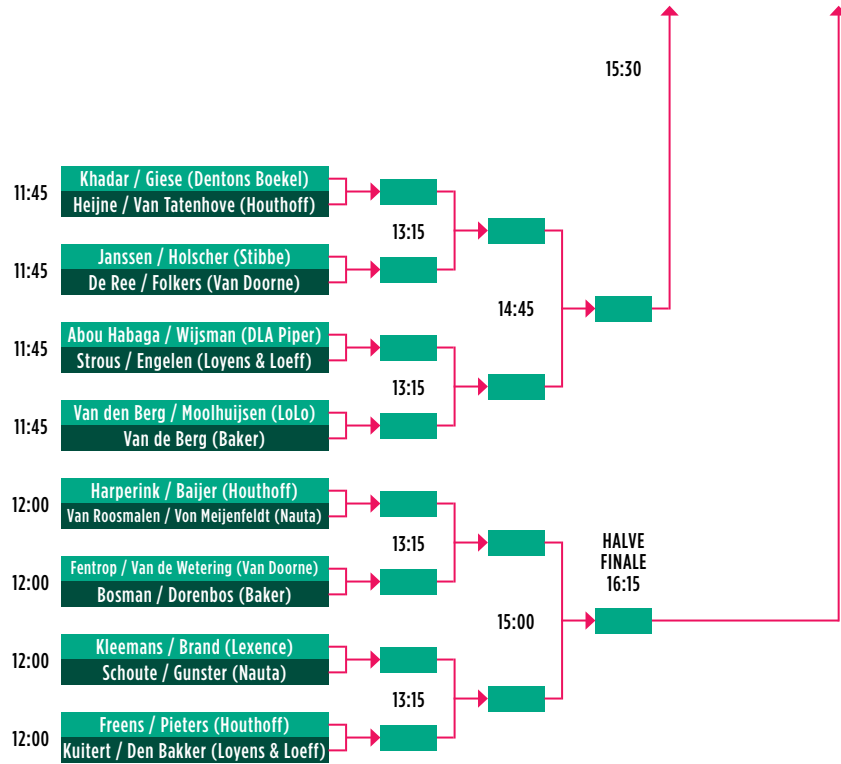 15:30
11:45
Khadar / Giese (Dentons Boekel)
Heijne / Van Tatenhove (Houthoff)
13:15
11:45
Janssen / Holscher (Stibbe)
De Ree / Folkers (Van Doorne)
14:45
11:45
Abou Habaga / Wijsman (DLA Piper)
Strous / Engelen (Loyens & Loeff)
13:15
11:45
Van den Berg / Moolhuijsen (LoLo)
Van de Berg (Baker)
12:00
Harperink / Baijer (Houthoff)
Van Roosmalen / Von Meijenfeldt (Nauta)
13:15
HALVE
FINALE
16:15
12:00
Fentrop / Van de Wetering (Van Doorne)
Bosman / Dorenbos (Baker)
15:00
12:00
Kleemans / Brand (Lexence)
Schoute / Gunster (Nauta)
13:15
12:00
Freens / Pieters (Houthoff)
Kuitert / Den Bakker (Loyens & Loeff)